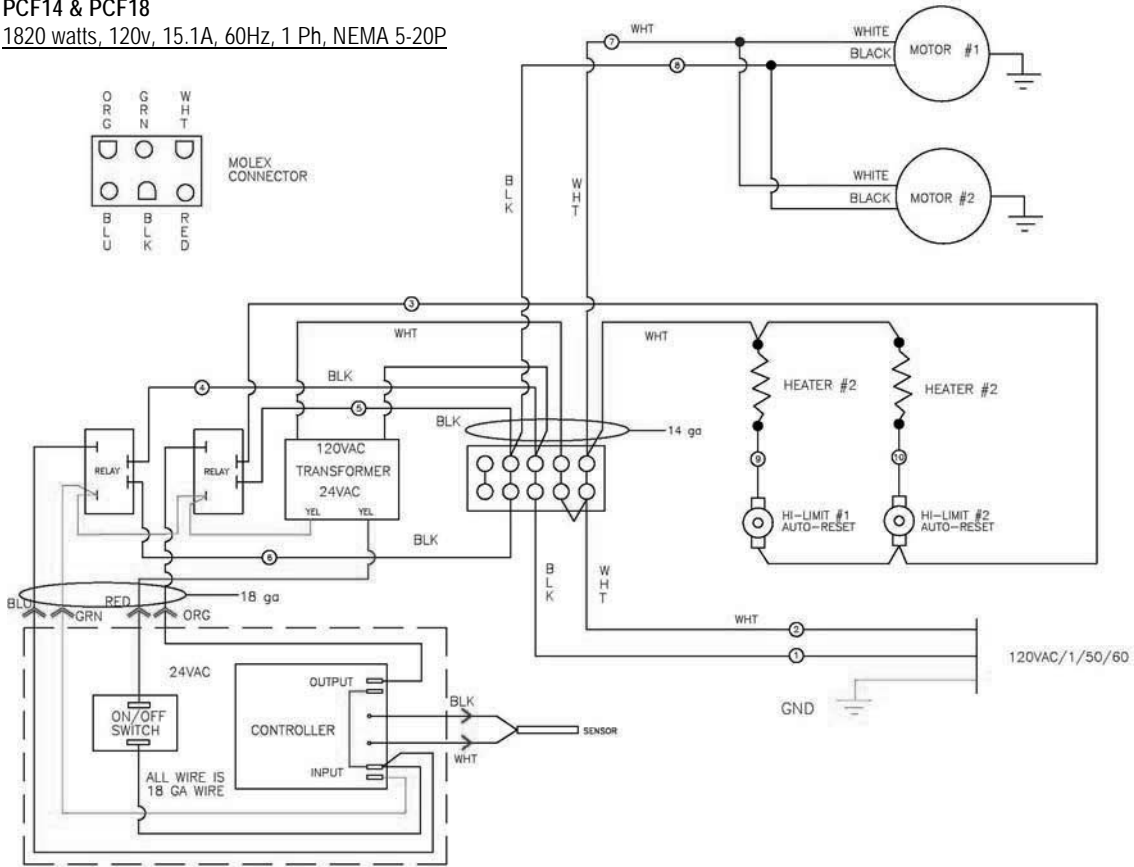 PCF14 & PCF18
1820 watts, 120v, 15.1A, 60Hz, 1 Ph, NEMA 5-20P
ORG
GRN
WHT
MOLEX
CONNECTOR
BLU
BLK
RED
7
WHT
8
WHITE
BLACK
MOTOR #1
WHITE
BLACK
MOTOR #2
BLK
WHT
3
WHT
WHT
4
BLK
5
BLK
14 ga
HEATER #2
HEATER #2
RELAY
RELAY
120VAC
TRANSFORMER
24VAC
YEL
YEL
9
10
HI-LIMIT #1
AUTO-RESET
HI-LIMIT #2
AUTO-RESET
6
BLK
BLK
WHT
18 ga
BLU
GRN
RED
ORG
WHT
2
1
120VAC/1/50/60
GND
24VAC
ON/OFF
SWITCH
OUTPUT
CONTROLLER
INPUT
BLK
WHT
SENSOR
ALL WIRE IS
18 GA WIRE